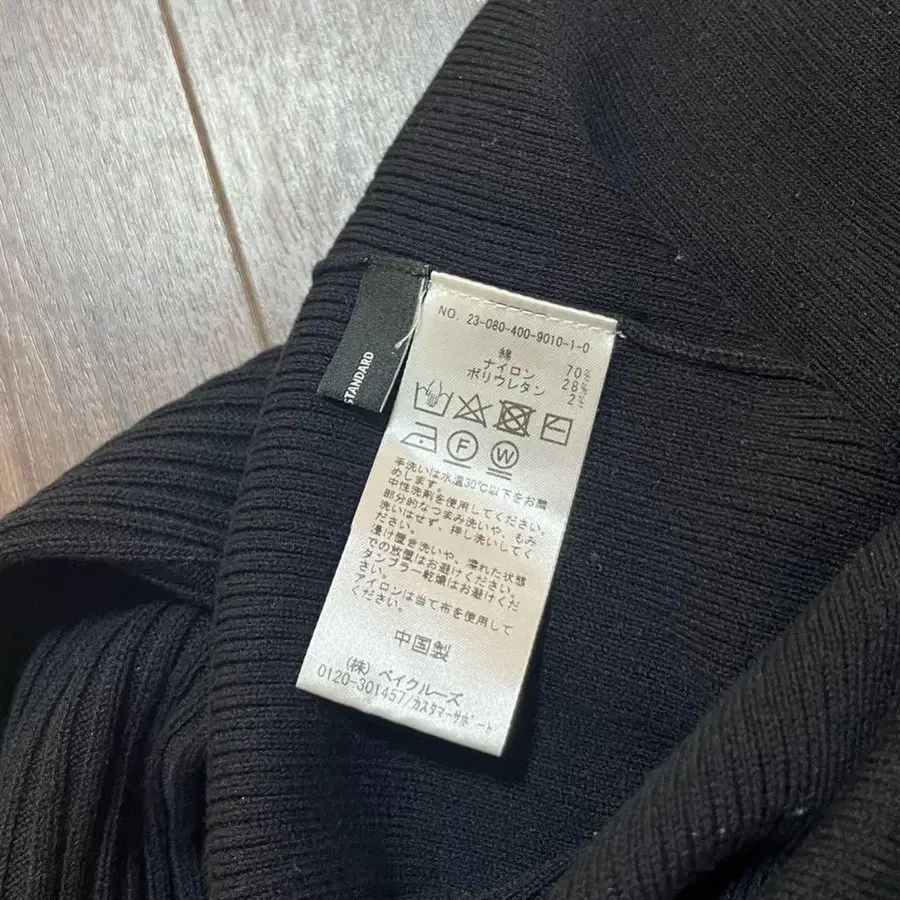 STANDARD
NO. 23-080-400-9010-1-0
綿 70%
ナイロン 28%
ポリウレタン 2%
F W
手洗いは水温30℃以下をお薦
めします。
中性洗剤を使用してください。
部分的なつまみ洗いや、もみ
洗いはせず、押し洗いしてく
ださい。
浸け置き洗いや、濡れた状態
での放置はお避けください。
タンブラー乾燥はお避けくだ
さい。
アイロンは当て布を使用して
ください。
中国製
(株) ベイクルーズ
0120-301457/カスタマーサポート